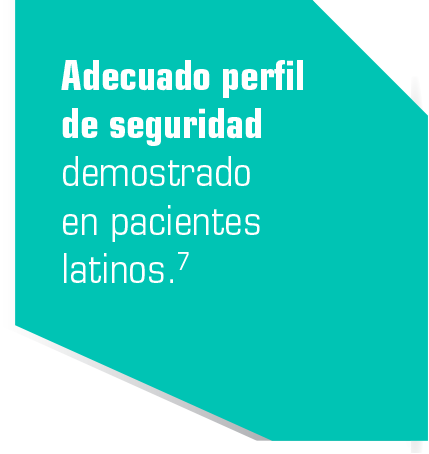 Adecuado perfil
de seguridad
demostrado
en pacientes
latinos.⁷